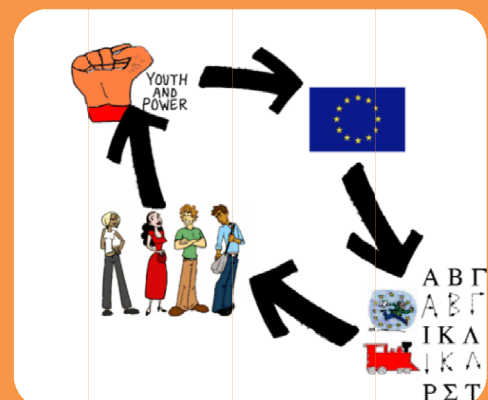 YOUTH
AND
POWER
Α Β Γ
Α Β Γ
Ι Κ Λ
Ι Κ Λ
Ρ Σ Τ